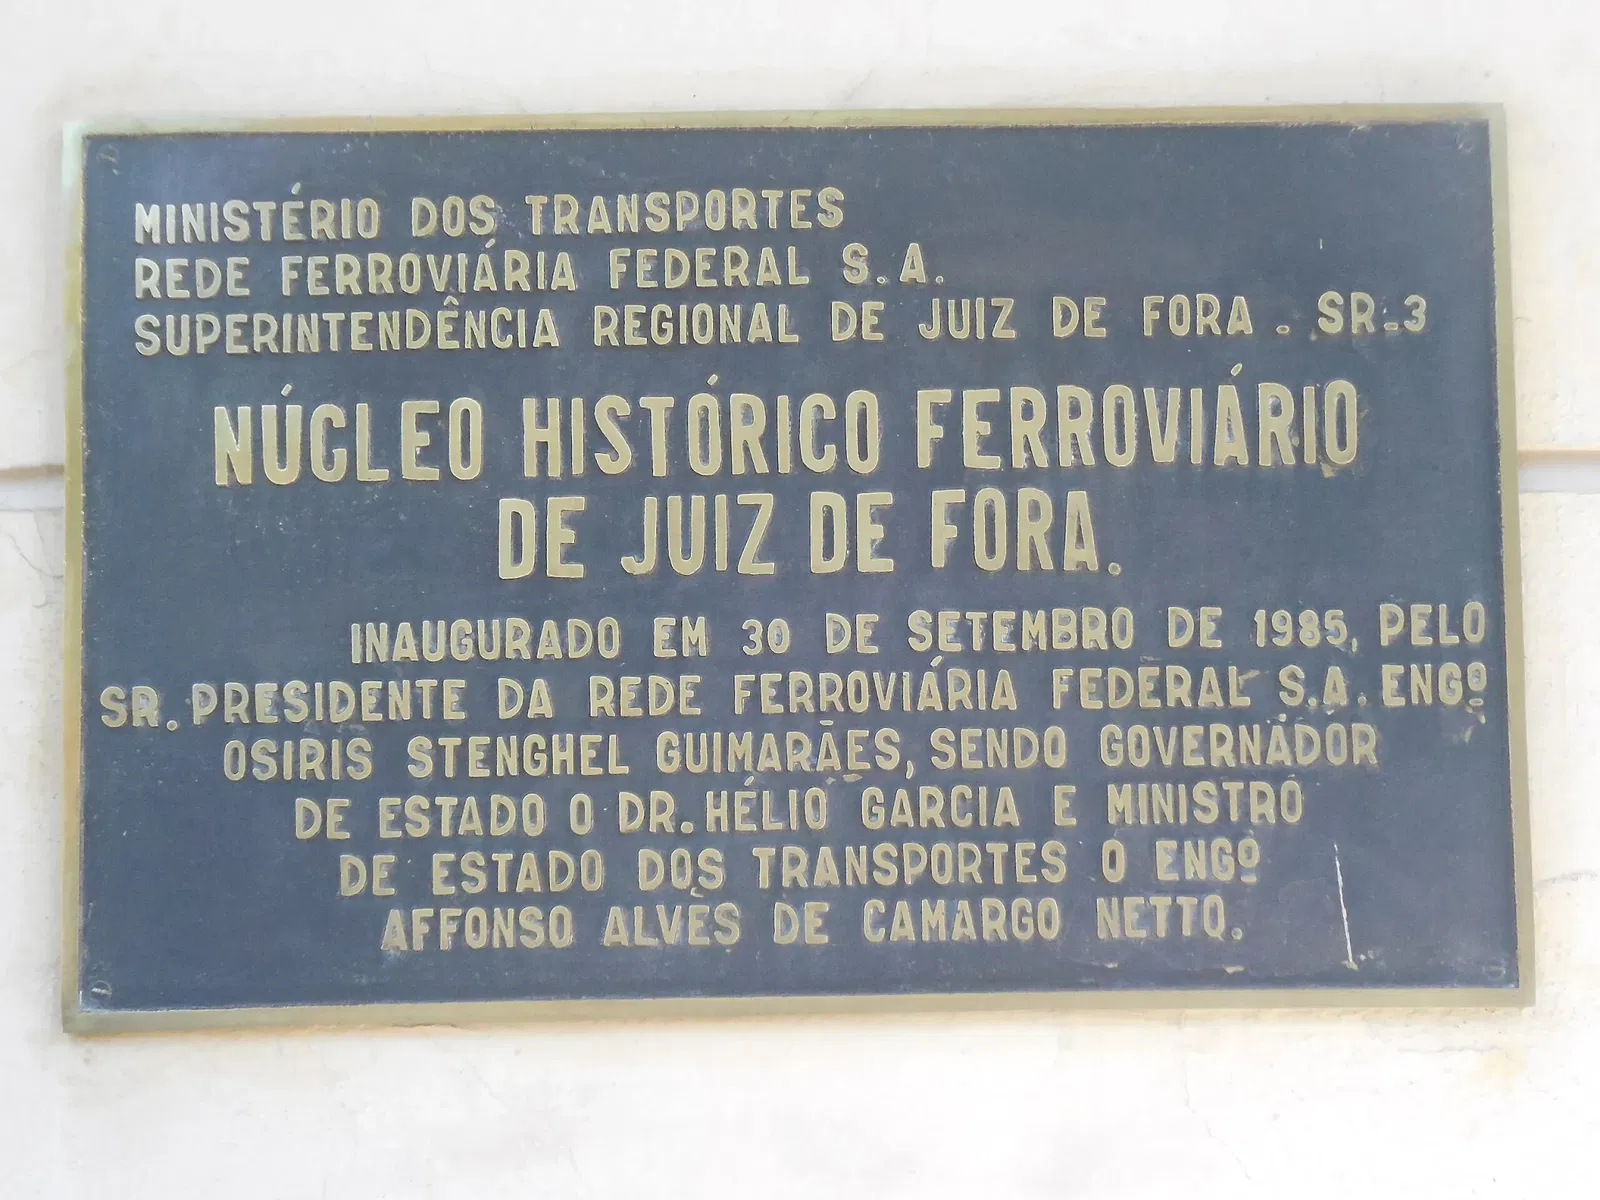 MINISTÉRIO DOS TRANSPORTES
REDE FERROVIÁRIA FEDERAL S.A.
SUPERINTENDÊNCIA REGIONAL DE JUIZ DE FORA - SR-3
NÚCLEO HISTÓRICO FERROVIÁRIO
DE JUIZ DE FORA.
INAUGURADO EM 30 DE SETEMBRO DE 1985, PELO
SR. PRESIDENTE DA REDE FERROVIÁRIA FEDERAL S.A. ENGº
OSIRIS STENGHEL GUIMARÃES, SENDO GOVERNADOR
DE ESTADO O DR. HÉLIO GARCIA E MINISTRO
DE ESTADO DOS TRANSPORTES O ENGº
AFFONSO ALVES DE CAMARGO NETTO.